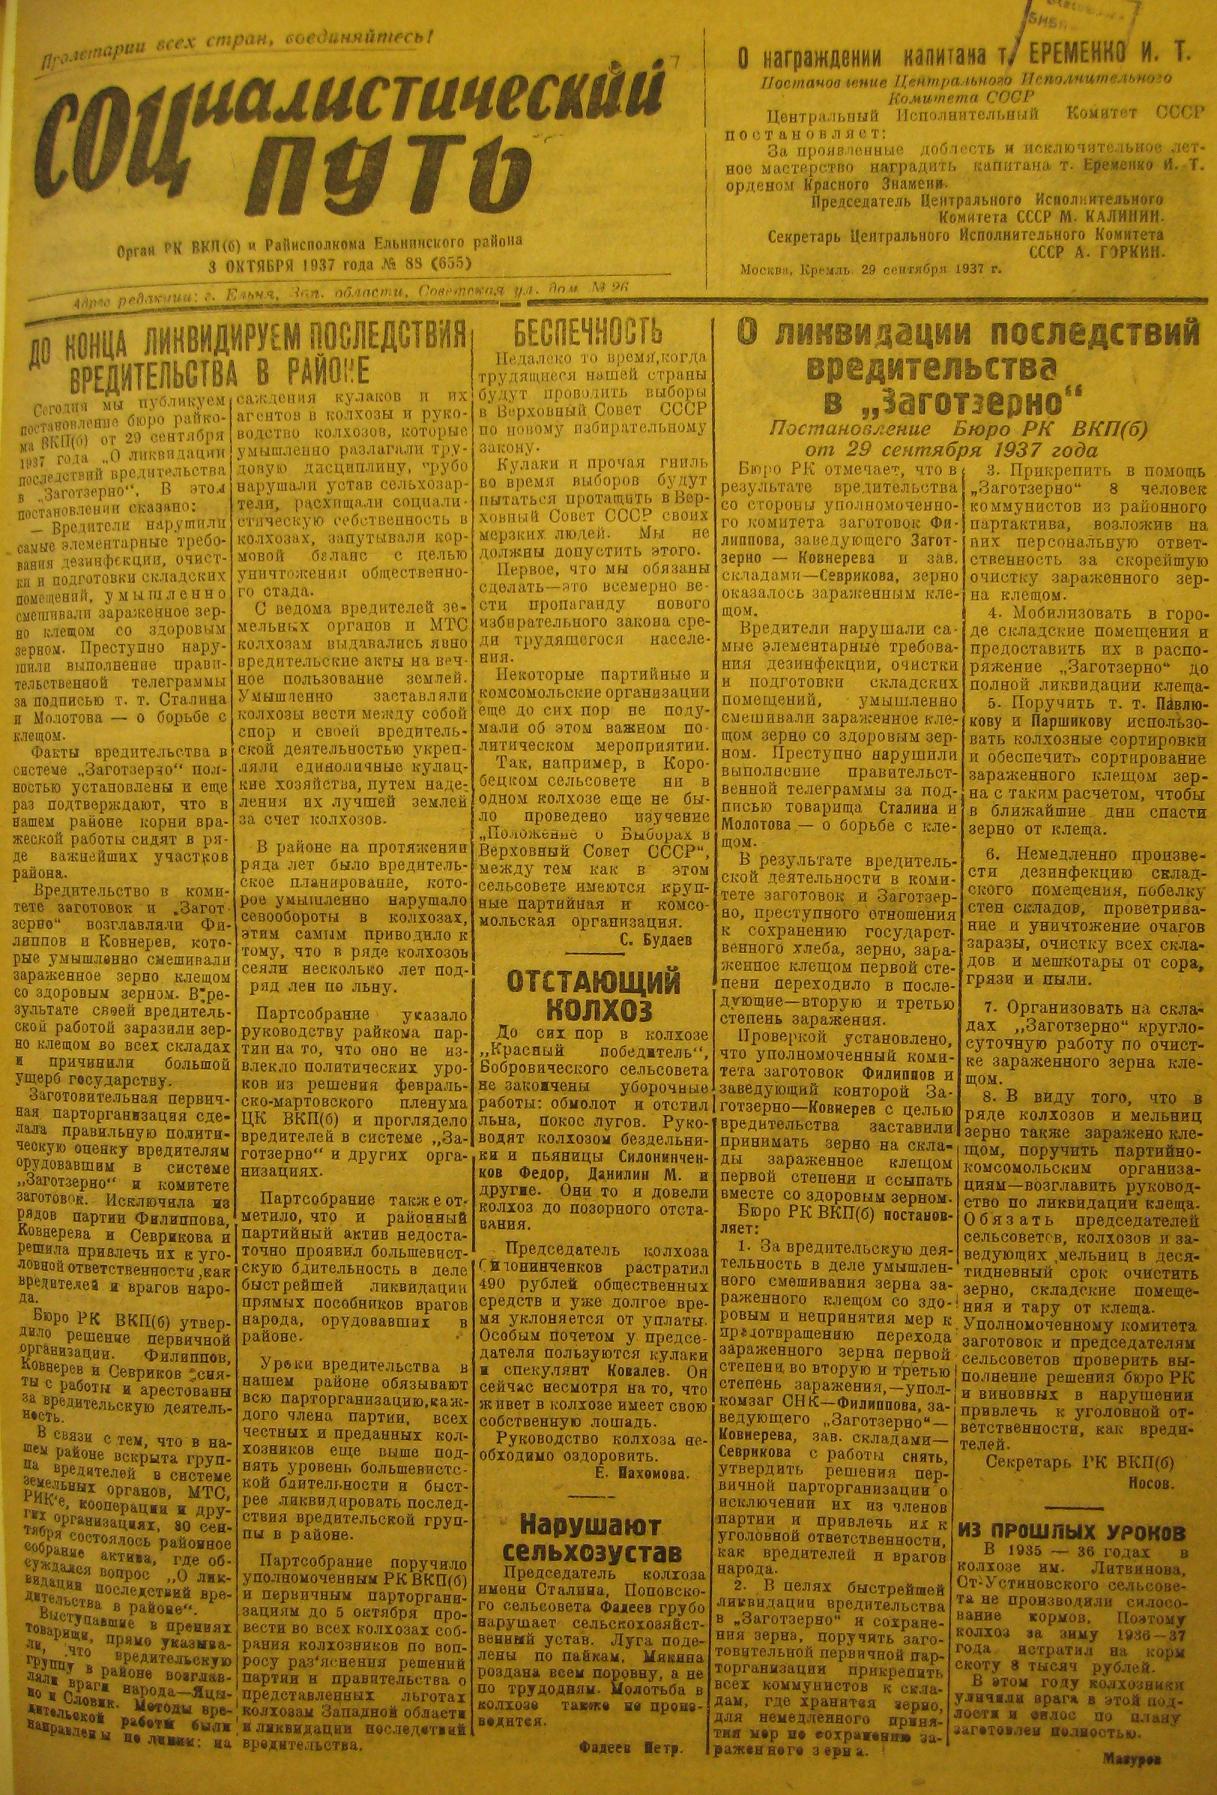 Пролетарии всех стран, соединяйтесь!
СОЦиалистический
ПУТЬ
Орган РК ВКП(б) и Райисполкома Ельнинского района
3 ОКТЯБРЯ 1937 года № 88 (655)
Адрес редакции: г. Ельня, Зап. области, Советская ул. дом № 26
О награждении капитана т. ЕРЕМЕНКО И. Т.
Постановление Центрального Исполнительного
Комитета СССР
Центральный Исполнительный Комитет СССР
постановляет:
За проявленные доблесть и исключительное лет-
ное мастерство наградить капитана т. Еременко И. Т.
орденом Красного Знамени.
Председатель Центрального Исполнительного
Комитета СССР М. КАЛИНИН.
Секретарь Центрального Исполнительного Комитета
СССР А. ГОРКИН.
Москва, Кремль. 29 сентября 1937 г.
ДО КОНЦА ЛИКВИДИРУЕМ ПОСЛЕДСТВИЯ
ВРЕДИТЕЛЬСТВА В РАЙОНЕ
Сегодня мы публикуем
постановление бюро райко-
ма ВКП(б) от 29 сентября
1937 года „О ликвидации
последствий вредительства
в „Заготзерно“. В этом
постановлении сказано:
— Вредители нарушили
самые элементарные требо-
вания дезинфекции, очист-
ки и подготовки складских
помещений, умышленно
смешивали зараженное зер-
но клещом со здоровым
зерном. Преступно нару-
шили выполнение прави-
тельственной телеграммы
за подписью т. т. Сталина
и Молотова — о борьбе с
клещом.
Факты вредительства в
системе „Заготзерно“ пол-
ностью установлены и еще
раз подтверждают, что в
нашем районе корни вра-
жеской работы сидят в ря-
де важнейших участков
района.
Вредительство в коми-
тете заготовок и „Загот-
зерно“ возглавляли Фи-
липпов и Ковнерев, кото-
рые умышленно смешивали
зараженное зерно клещом
со здоровым зерном. В ре-
зультате своей вредитель-
ской работой заразили зер-
но клещом во всех складах
и причинили большой
ущерб государству.
Заготовительная первич-
ная парторганизация сде-
лала правильную полити-
ческую оценку вредителям
орудовавшим в системе
„Заготзерно“ и комитете
заготовок. Исключила из
рядов партии Филиппова,
Ковнерева и Севрикова и
решила привлечь их к уго-
ловной ответственности, как
вредителей и врагов наро-
да.
Бюро РК ВКП(б) утвер-
дило решение первичной
организации. Филиппов,
Ковнерев и Севриков сня-
ты с работы и арестованы
за вредительскую деятель-
ность.
В связи с тем, что в на-
шем районе вскрыта груп-
па вредителей в системе
земельных органов, МТС,
РИК'е, кооперации и дру-
гих организациях, 30 сен-
тября состоялось районное
собрание актива, где об-
суждался вопрос „О лик-
видации последствий вре-
дительства в районе“.
Выступавшие в прениях
товарищи, прямо указыва-
ли, что вредительскую
группу в районе возглав-
ляли враги народа—Яцы-
но и Словик. Методы вре-
дительской работы были
направлены по линии: на
саждения кулаков и их
агентов в колхозы и руко-
водство колхозов, которые
умышленно разлагали тру-
довую дисциплину, грубо
нарушали устав сельхозар-
тели, расхищали социали-
стическую собственность в
колхозах, запутывали кор-
мовой баланс с целью
уничтожения общественно-
го стада.
С ведома вредителей зе-
мельных органов и МТС
колхозам выдавались явно
вредительские акты на веч-
ное пользование землей.
Умышленно заставляли
колхозы вести между собой
спор и своей вредитель-
ской деятельностью укреп-
ляли единоличные кулац-
кие хозяйства, путем наде-
ления их лучшей землей
за счет колхозов.
В районе на протяжении
ряда лет было вредитель-
ское планирование, кото-
рое умышленно нарушало
севообороты в колхозах,
этим самым приводило к
тому, что в ряде колхозов
сеяли несколько лет под-
ряд лен по льну.
Партсобрание указало
руководству райкома пар-
тии на то, что оно не из-
влекло политических уро-
ков из решения февраль-
ско-мартовского пленума
ЦК ВКП(б) и проглядело
вредителей в системе „За-
готзерно“ и других орга-
низациях.
Партсобрание также от-
метило, что и районный
партийный актив недоста-
точно проявил большевист-
скую бдительность в деле
быстрейшей ликвидации
прямых пособников врагов
народа, орудовавших в
районе.
Уроки вредительства в
нашем районе обязывают
всю парторганизацию, каж-
дого члена партии, всех
честных и преданных кол-
хозников еще выше под-
нять уровень большевистс-
кой бдительности и быст-
рее ликвидировать послед-
ствия вредительской груп-
пы в районе.
Партсобрание поручило
уполномоченным РК ВКП(б)
и первичным парторгани-
зациям до 5 октября про-
вести во всех колхозах соб-
рания колхозников по воп-
росу раз'яснения решений
партии и правительства о
представленных льготах
колхозам Западной области
и ликвидации последствий
вредительства.
БЕСПЕЧНОСТЬ
Недалеко то время, когда
трудящиеся нашей страны
будут проводить выборы
в Верховный Совет СССР
по новому избирательному
закону.
Кулаки и прочая гниль
во время выборов будут
пытаться протащить в Вер-
ховный Совет СССР своих
мерзких людей. Мы не
должны допустить этого.
Первое, что мы обязаны
сделать—это всемерно ве-
сти пропаганду нового
избирательного закона сре-
ди трудящегося населе-
ния.
Некоторые партийные и
комсомольские организации
еще до сих пор не поду-
мали об этом важном по-
литическом мероприятии.
Так, например, в Коро-
бецком сельсовете ни в
одном колхозе еще не бы-
ло проведено изучение
„Положение о Выборах в
Верховный Совет СССР“,
между тем как в этом
сельсовете имеются круп-
ные партийная и комсо-
мольская организация.
С. Будаев
ОТСТАЮЩИЙ
КОЛХОЗ
До сих пор в колхозе
„Красный победитель“,
Бобровического сельсовета
не закончены уборочные
работы: обмолот и отстил
льна, покос лугов. Руко-
водят колхозом бездельни-
ки и пьяницы Силонинчен-
ков Федор, Данилин М. и
другие. Они то и довели
колхоз до позорного отста-
вания.
Председатель колхоза
Силонинченков растратил
490 рублей общественных
средств и уже долгое вре-
мя уклоняется от уплаты.
Особым почетом у предсе-
дателя пользуются кулаки
и спекулянт Ковалев. Он
сейчас несмотря на то, что
живет в колхозе имеет свою
собственную лошадь.
Руководство колхоза не-
обходимо оздоровить.
Е. Пахомова.
Нарушают
сельхозустав
Председатель колхоза
имени Сталина, Поповско-
го сельсовета Фадеев грубо
нарушает сельскохозяйст-
венный устав. Луга поде-
лены по пайкам. Мякина
роздана всем поровну, а не
по трудодням. Молотьба в
колхозе также не произ-
водится.
Фадеев Петр.
О ликвидации последствий
вредительства
в „Заготзерно“
Постановление Бюро РК ВКП(б)
от 29 сентября 1937 года
Бюро РК отмечает, что в
результате вредительства
со стороны уполномоченно-
го комитета заготовок Фи-
липпова, заведующего Загот-
зерно — Ковнерева и зав.
складами—Севрикова, зерно
оказалось зараженным кле-
щом.
Вредители нарушали са-
мые элементарные требова-
ния дезинфекции, очистки
и подготовки складских
помещений, умышленно
смешивали зараженное кле-
щом зерно со здоровым зер-
ном. Преступно нарушили
выполнение правительст-
венной телеграммы за под-
писью товарища Сталина и
Молотова — о борьбе с кле-
щом.
В результате вредитель-
ской деятельности в коми-
тете заготовок и Заготзер-
но, преступного отношения
к сохранению государст-
венного хлеба, зерно, зара-
женное клещом первой сте-
пени переходило в после-
дующие—вторую и третью
степень заражения.
Проверкой установлено,
что уполномоченный коми-
тета заготовок Филиппов и
заведующий конторой За-
готзерно—Ковнерев с целью
вредительства заставили
принимать зерно на скла-
ды зараженное клещом
первой степени и ссыпать
вместе со здоровым зерном.
Бюро РК ВКП(б) постанов-
ляет:
1. За вредительскую дея-
тельность в деле умышлен-
ного смешивания зерна за-
раженного клещом со здо-
ровым и непринятия мер к
предотвращению перехода
зараженного зерна первой
степени, во вторую и третью
степень заражения,—упол-
комзаг СНК—Филиппова, за-
ведующего „Заготзерно“—
Ковнерева, зав. складами—
Севрикова с работы снять,
утвердить решения пер-
вичной парторганизации о
исключении их из членов
партии и привлечь их к
уголовной ответственности,
как вредителей и врагов
народа.
2. В целях быстрейшей
ликвидации вредительства
в „Заготзерно“ и сохране-
ния зерна, поручить заго-
товительной первичной пар-
торганизации прикрепить
всех коммунистов к скла-
дам, где хранится зерно,
для немедленного приня-
тия мер по сохранению за-
раженного зерна.
3. Прикрепить в помощь
„Заготзерно“ 8 человек
коммунистов из районного
партактива, возложив на
них персональную ответ-
ственность за скорейшую
очистку зараженного зер-
на клещом.
4. Мобилизовать в горо-
де складские помещения и
предоставить их в распо-
ряжение „Заготзерно“ до
полной ликвидации клеща.
5. Поручить т. т. Павлю-
кову и Паршикову использо-
вать колхозные сортировки
и обеспечить сортирование
зараженного клещом зер-
на с таким расчетом, чтобы
в ближайшие дни спасти
зерно от клеща.
6. Немедленно произве-
сти дезинфекцию склад-
ского помещения, побелку
стен складов, проветрива-
ние и уничтожение очагов
заразы, очистку всех скла-
дов и мешкотары от сора,
грязи и пыли.
7. Организовать на скла-
дах „Заготзерно“ кругло-
суточную работу по очист-
ке зараженного зерна кле-
щом.
8. В виду того, что в
ряде колхозов и мельниц
зерно также заражено кле-
щом, поручить партийно-
комсомольским организа-
циям—возглавить руковод-
ство по ликвидации клеща.
Обязать председателей
сельсоветов, колхозов и за-
ведующих мельниц в деся-
тидневный срок очистить
зерно, складские помеще-
ния и тару от клеща.
Уполномоченному комитета
заготовок и председателям
сельсоветов проверить вы-
полнение решения бюро РК
и виновных в нарушении
привлечь к уголовной от-
ветственности, как вреди-
телей.
Секретарь РК ВКП(б)
Носов.
ИЗ ПРОШЛЫХ УРОКОВ
В 1935 — 36 годах в
колхозе им. Литвинова,
Ст-Устиновского сельсове-
та не производили силосо-
вание кормов. Поэтому
колхоз за зиму 1936—37
года истратил на корм
скоту 8 тысяч рублей.
В этом году колхозники
уличили врага в этой под-
лости и силос по плану
заготовлен полностью.
Мазуров